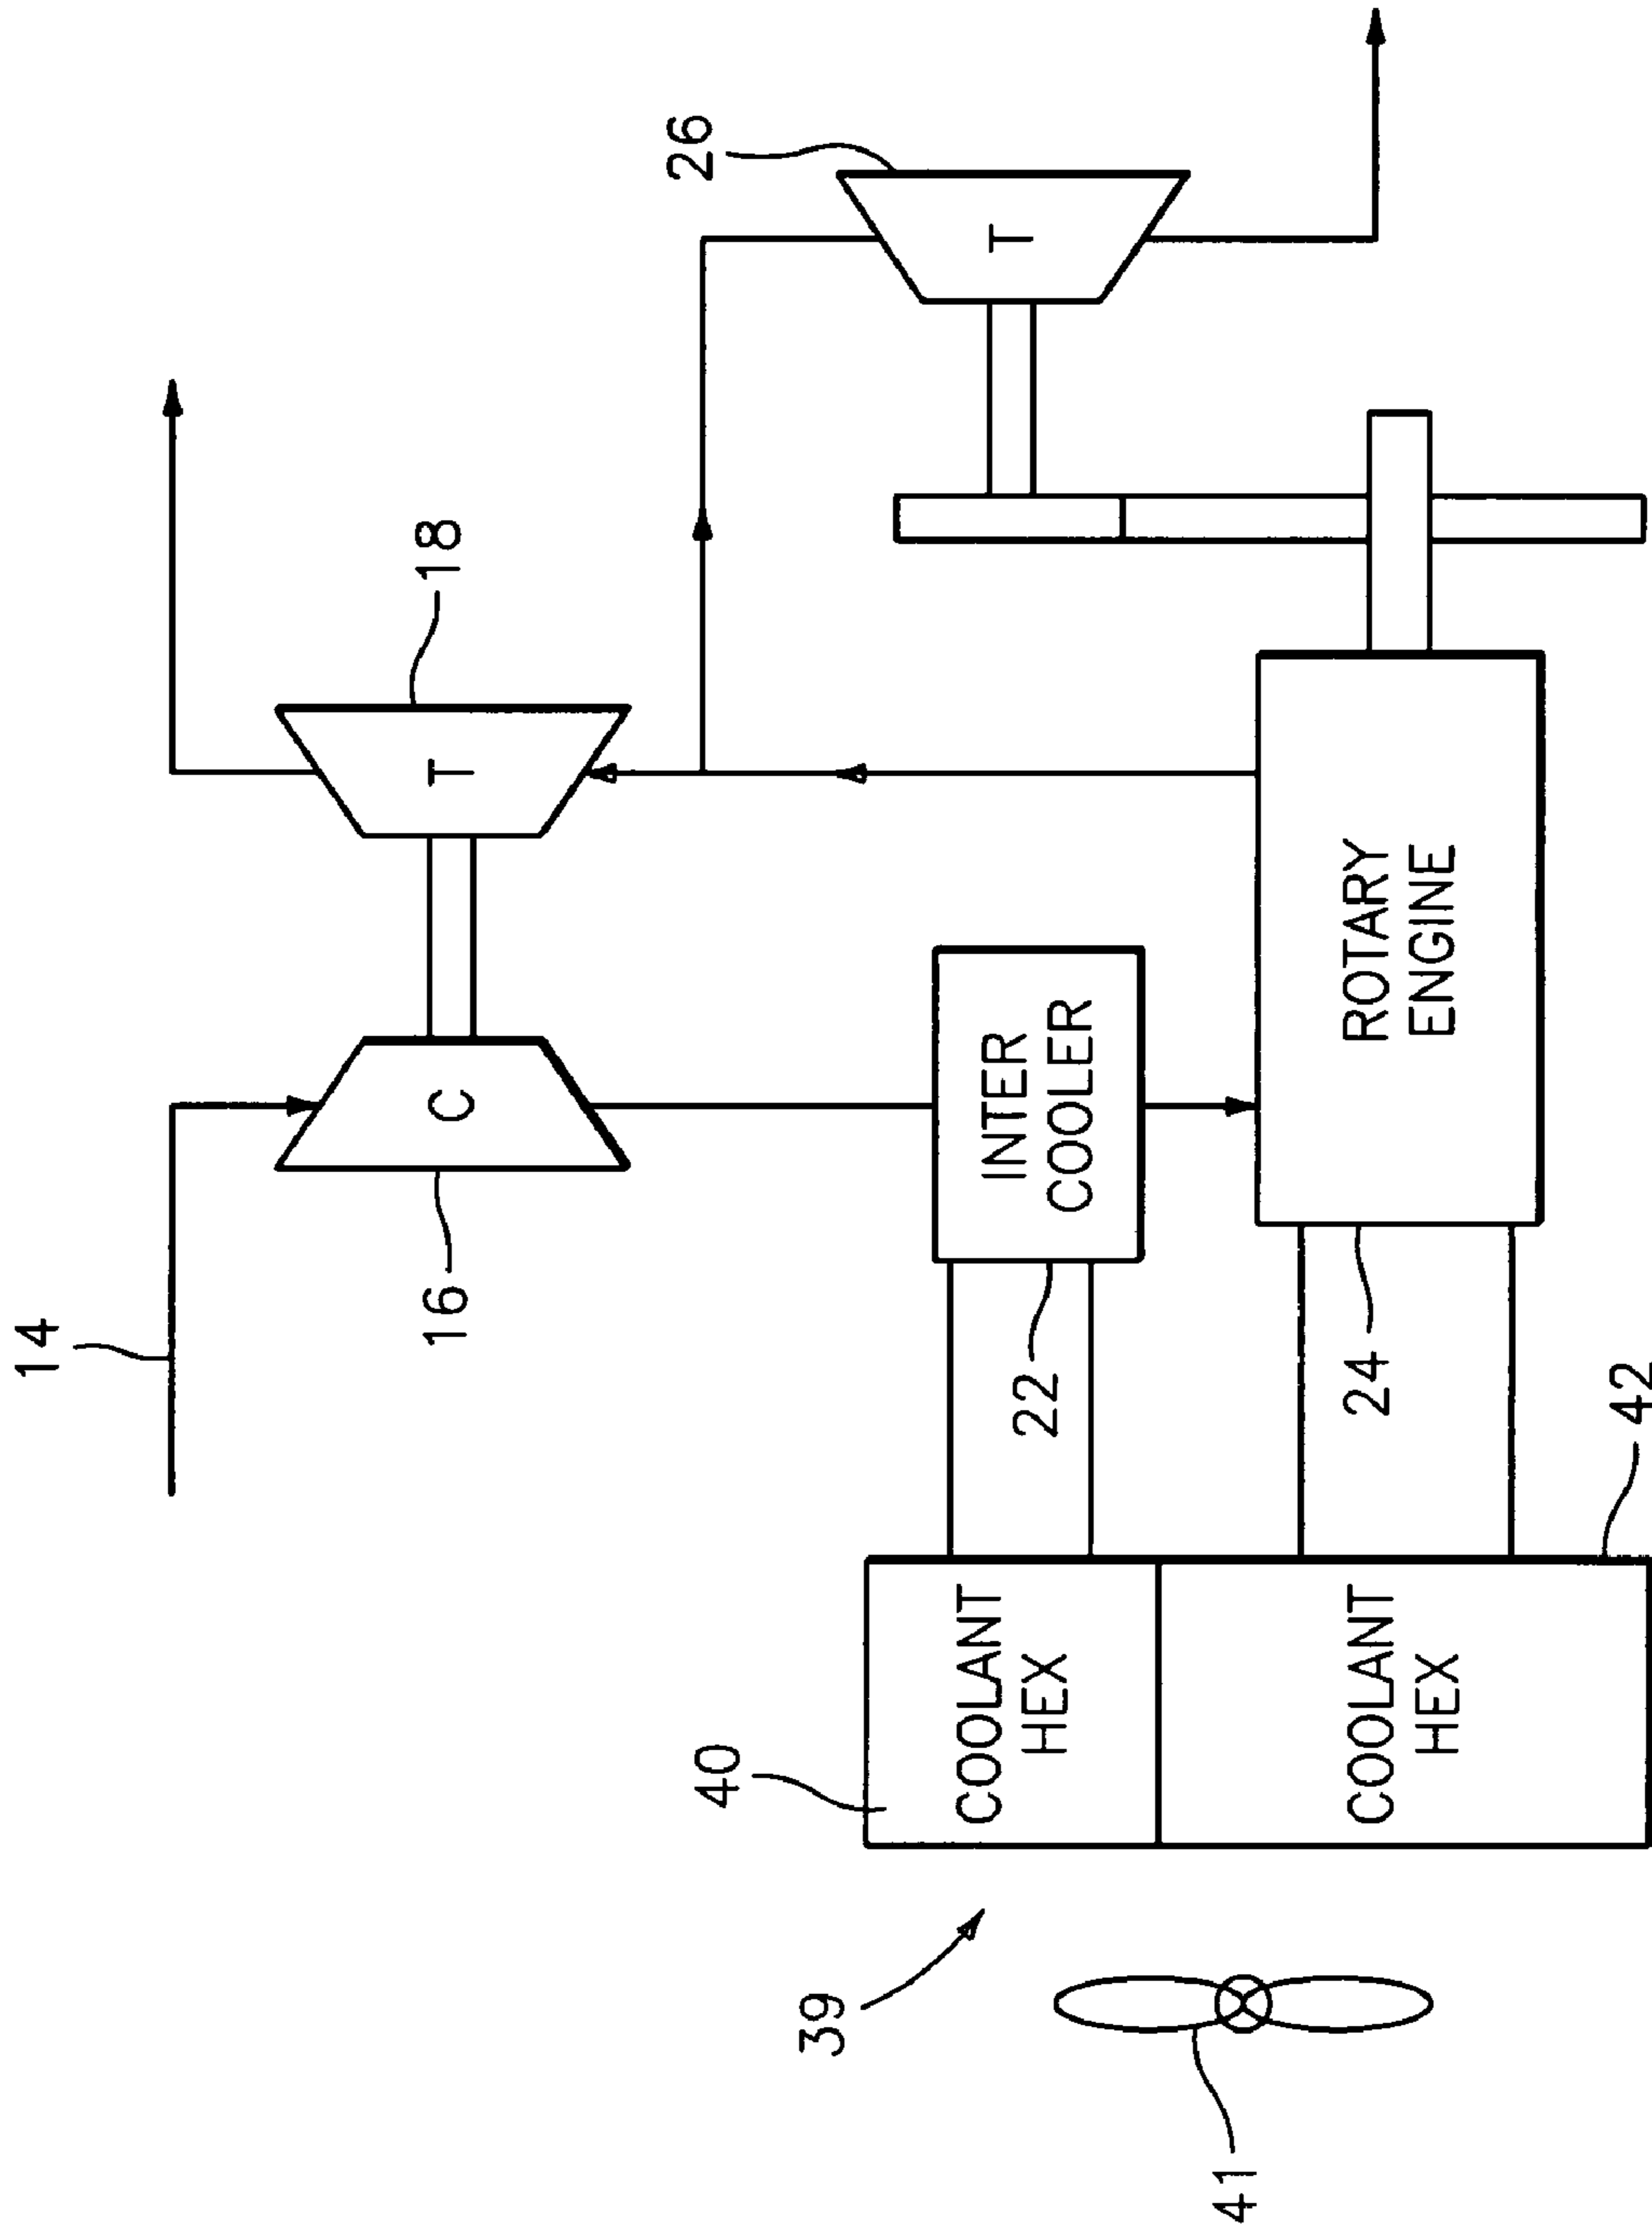 14
16
C
T
18
26
T
INTER
COOLER
22
ROTARY
ENGINE
24
40
COOLANT
HEX
COOLANT
HEX
42
39
41